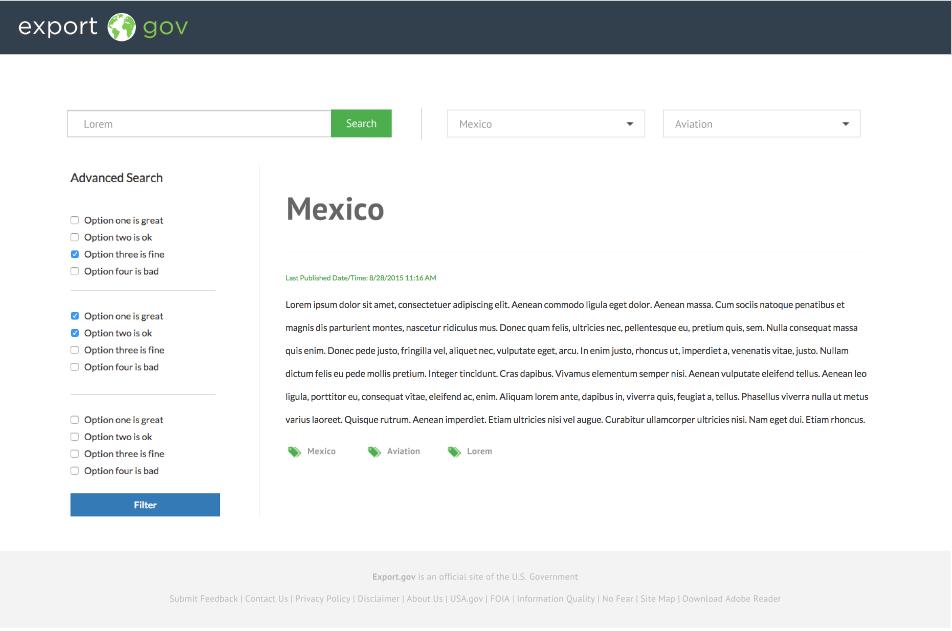 export gov
Lorem Search Mexico Aviation
Advanced Search
Option one is great
Option two is ok
Option three is fine
Option four is bad
Option one is great
Option two is ok
Option three is fine
Option four is bad
Option one is great
Option two is ok
Option three is fine
Option four is bad
Filter
Mexico
Last Published Date/Time: 8/28/2015 11:16 AM
Lorem ipsum dolor sit amet, consectetuer adipiscing elit. Aenean commodo ligula eget dolor. Aenean massa. Cum sociis natoque penatibus et
magnis dis parturient montes, nascetur ridiculus mus. Donec quam felis, ultricies nec, pellentesque eu, pretium quis, sem. Nulla consequat massa
quis enim. Donec pede justo, fringilla vel, aliquet nec, vulputate eget, arcu. In enim justo, rhoncus ut, imperdiet a, venenatis vitae, justo. Nullam
dictum felis eu pede mollis pretium. Integer tincidunt. Cras dapibus. Vivamus elementum semper nisi. Aenean vulputate eleifend tellus. Aenean leo
ligula, porttitor eu, consequat vitae, eleifend ac, enim. Aliquam lorem ante, dapibus in, viverra quis, feugiat a, tellus. Phasellus viverra nulla ut metus
varius laoreet. Quisque rutrum. Aenean imperdiet. Etiam ultricies nisi vel augue. Curabitur ullamcorper ultricies nisi. Nam eget dui. Etiam rhoncus.
Mexico Aviation Lorem
Export.gov is an official site of the U.S. Government
Submit Feedback | Contact Us | Privacy Policy | Disclaimer | About Us | USA.gov | FOIA | Information Quality | No Fear | Site Map | Download Adobe Reader